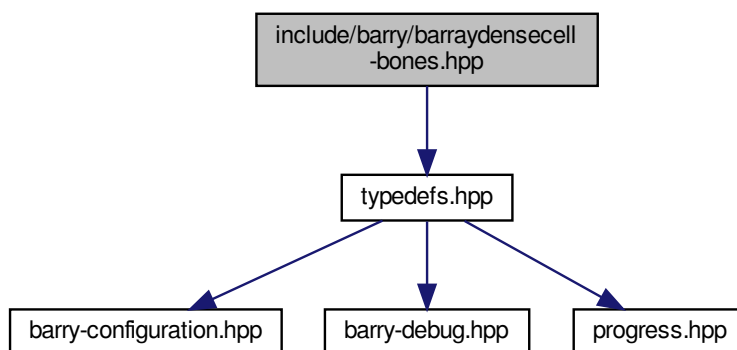 include/barry/barraydensecell
-bones.hpp
typedefs.hpp
barry-configuration.hpp
barry-debug.hpp
progress.hpp